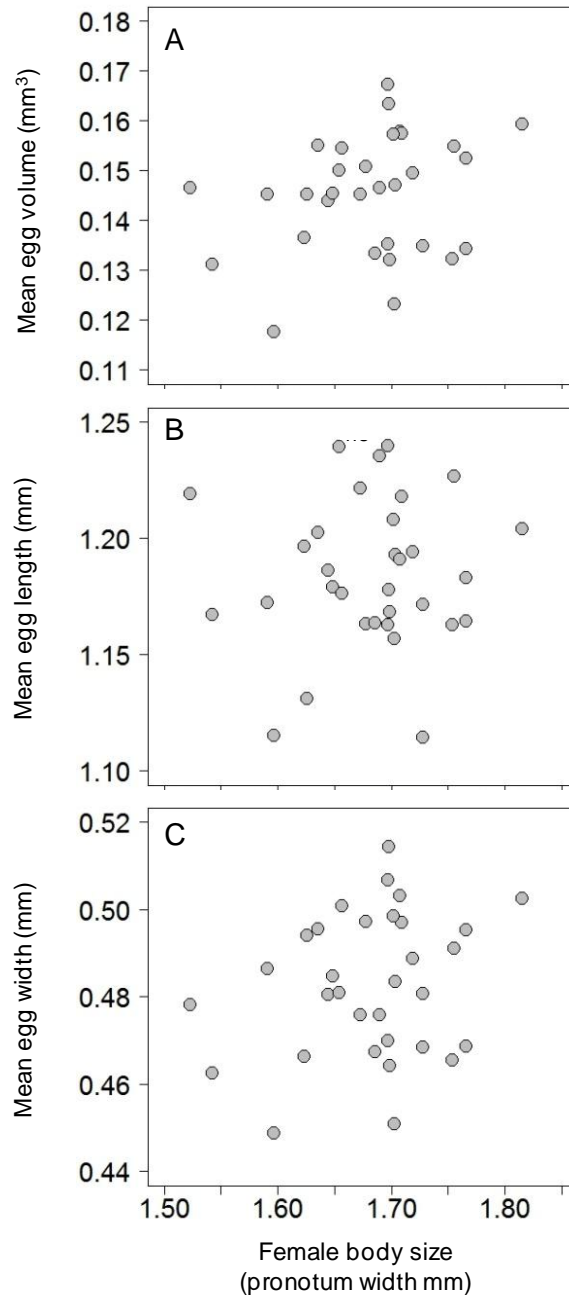 A
0.18
0.17
0.16
0.15
0.14
0.13
0.12
0.11
Mean egg volume (mm³)
B
1.25
1.20
1.15
1.10
Mean egg length (mm)
C
0.52
0.50
0.48
0.46
0.44
Mean egg width (mm)
1.50 1.60 1.70 1.80
Female body size
(pronotum width mm)